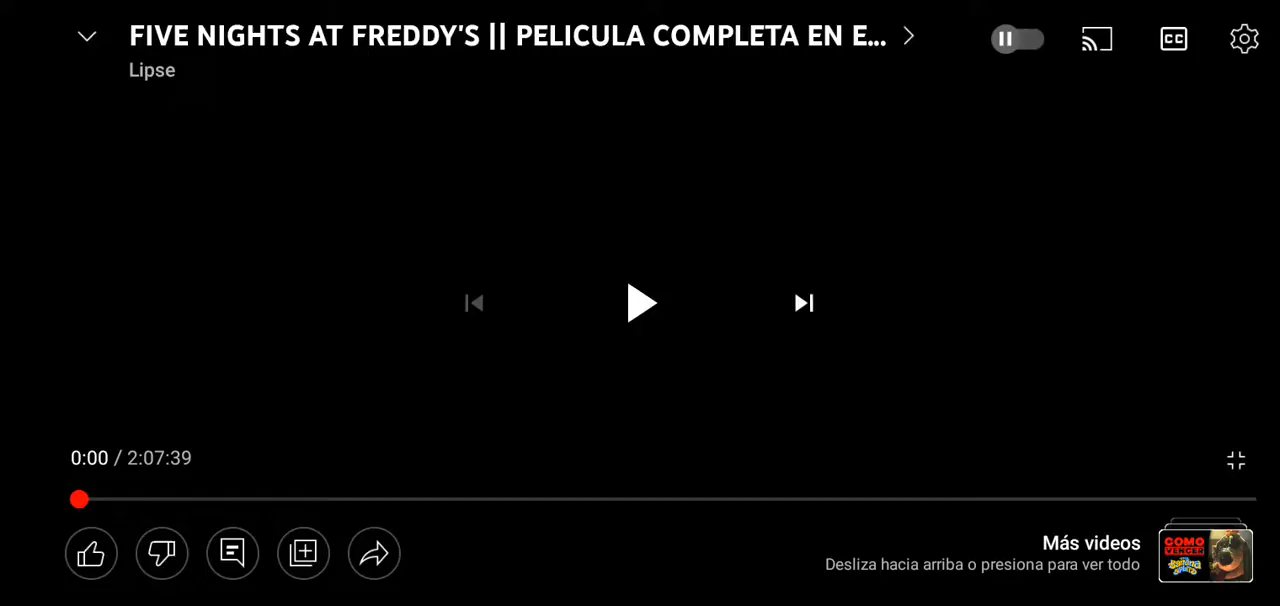 FIVE NIGHTS AT FREDDY'S || PELICULA COMPLETA EN E...
Lipse
CC
0:00 / 2:07:39
Más videos
Desliza hacia arriba o presiona para ver todo
COMO
VENCER